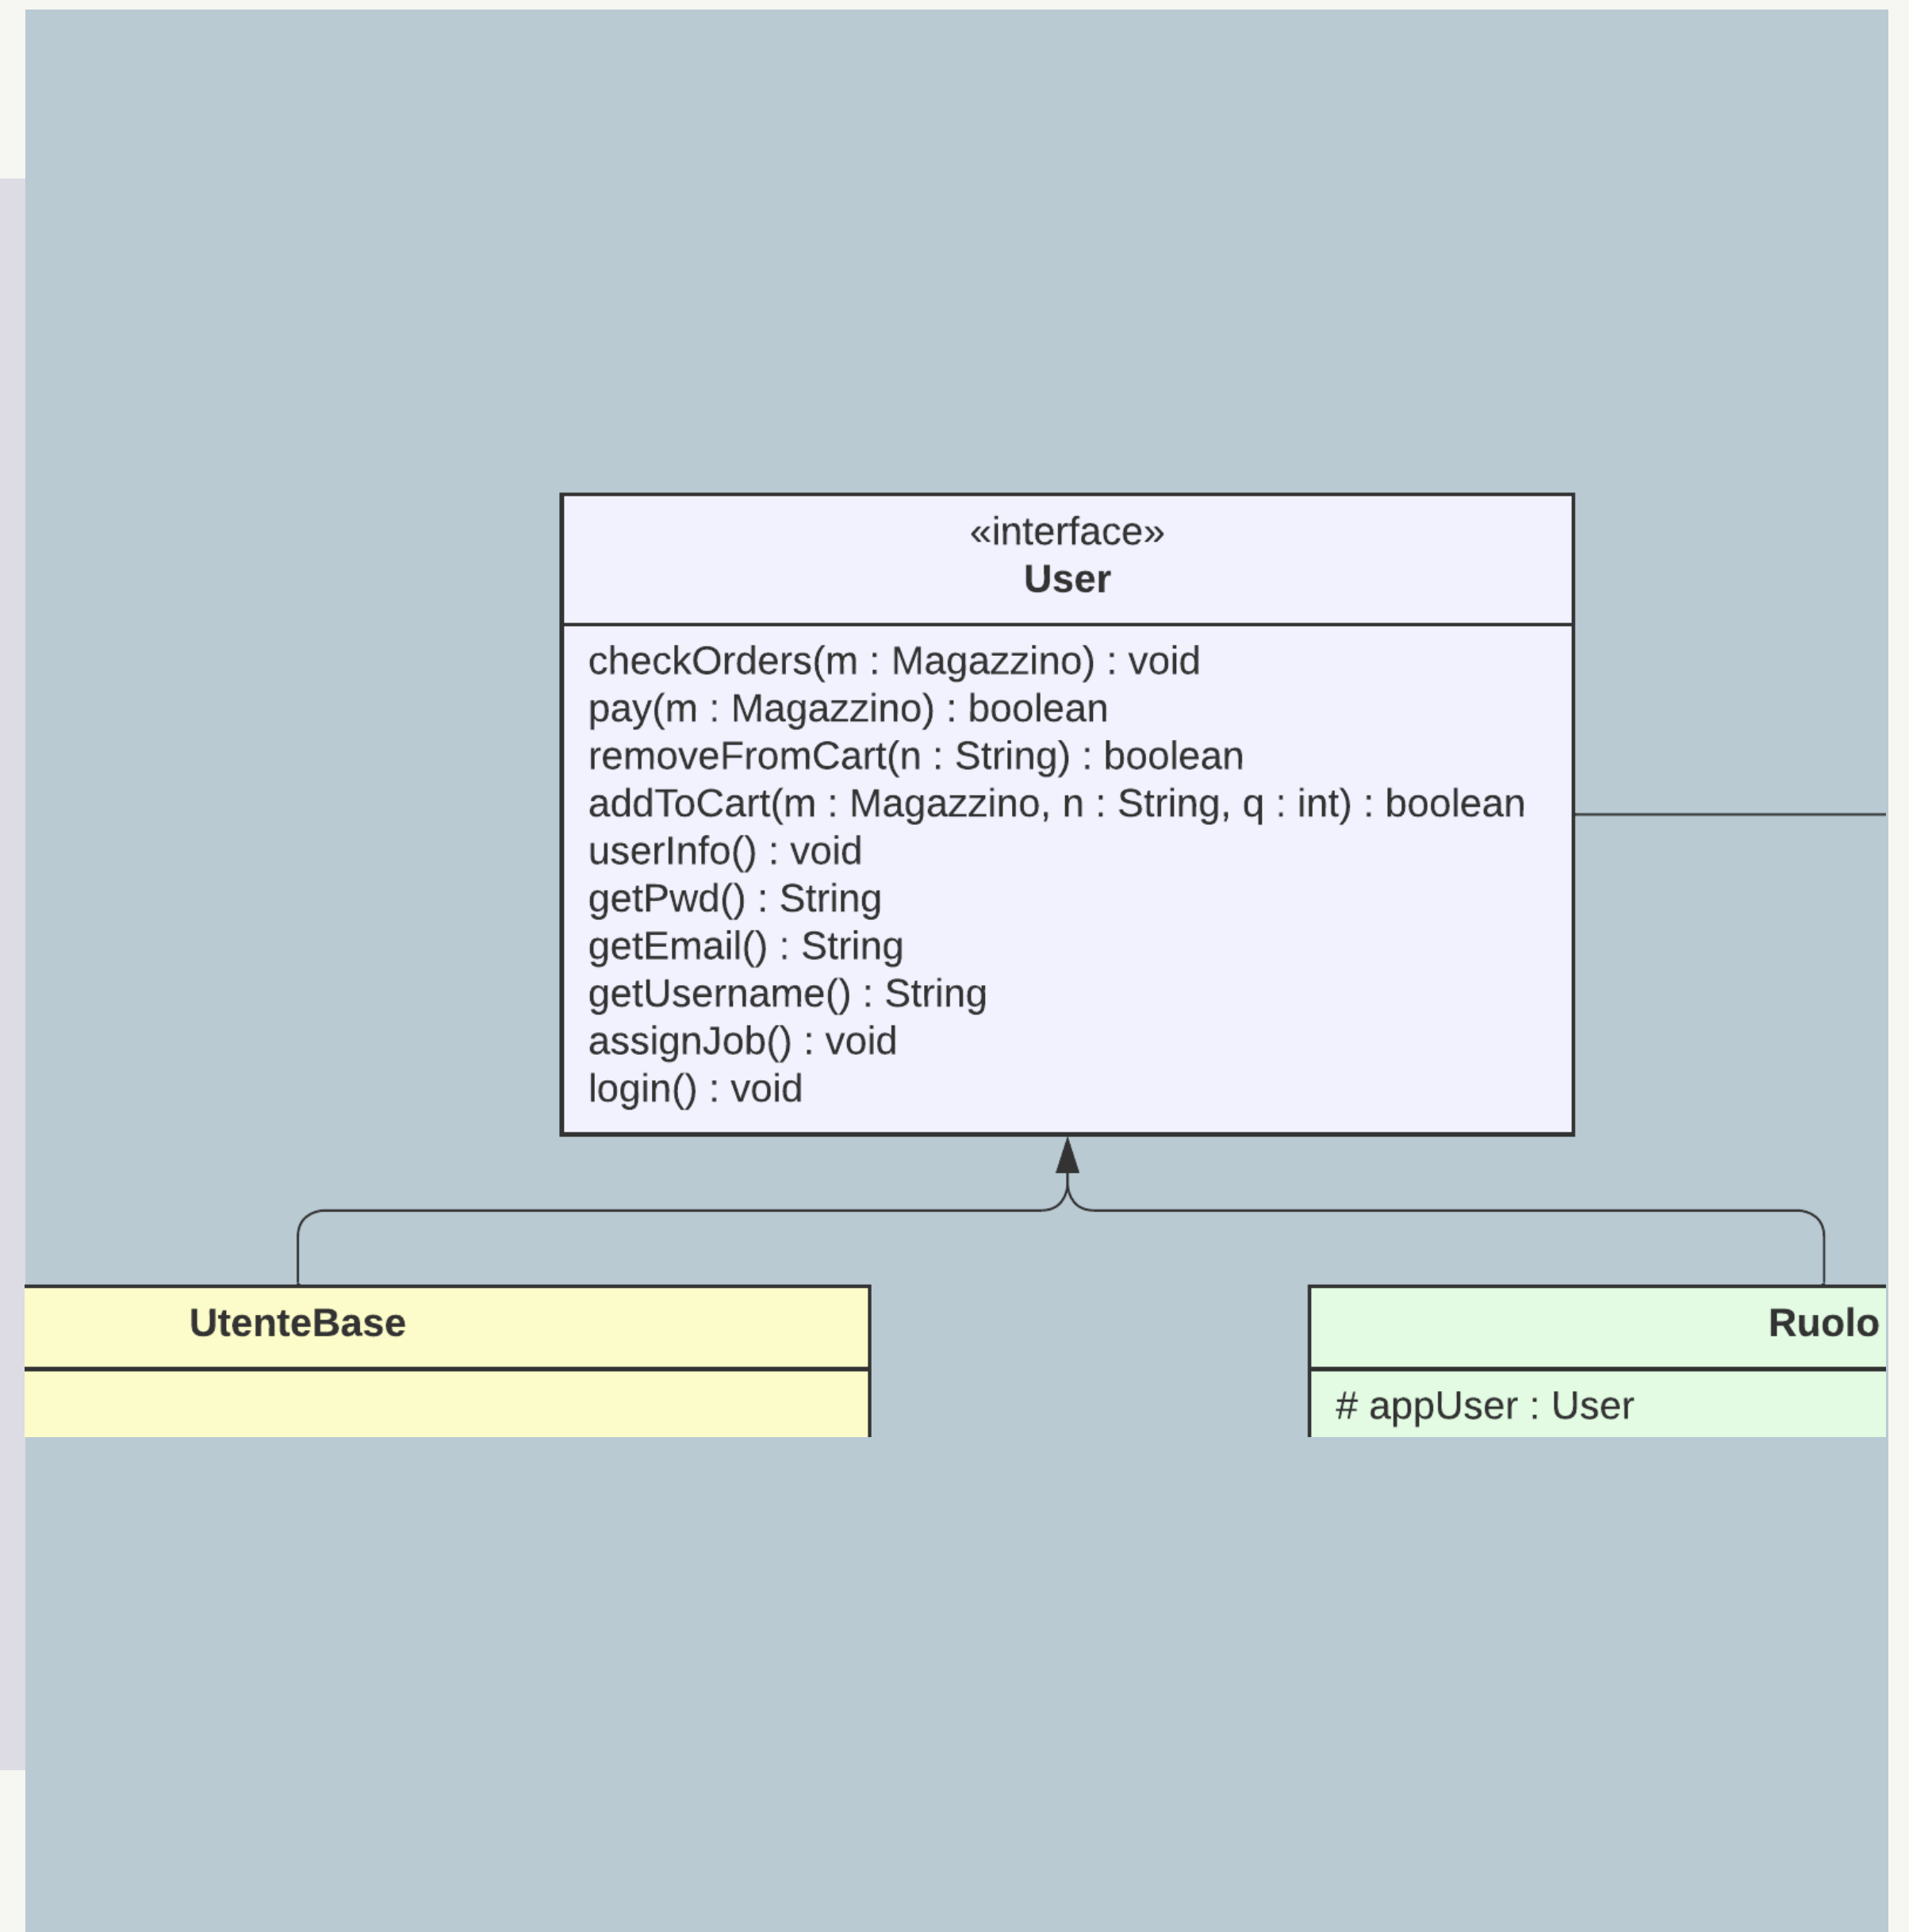 «interface»
User
checkOrders(m : Magazzino) : void
pay(m : Magazzino) : boolean
removeFromCart(n : String) : boolean
addToCart(m : Magazzino, n : String, q : int) : boolean
userInfo() : void
getPwd() : String
getEmail() : String
getUsername() : String
assignJob() : void
login() : void
UtenteBase
Ruolo
# appUser : User